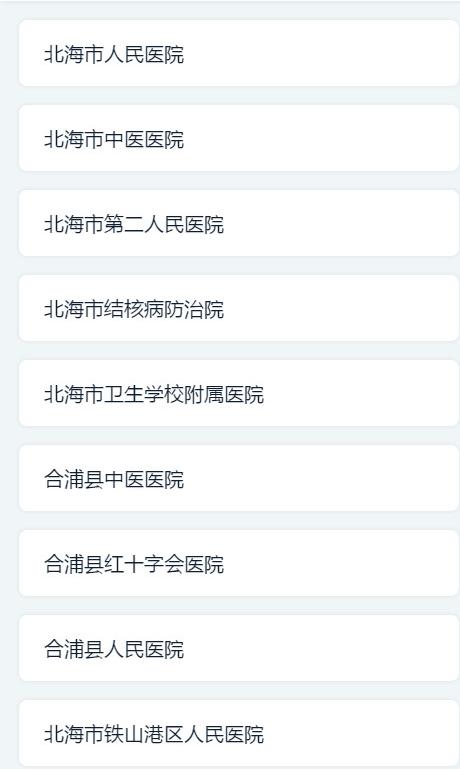 北海市人民医院
北海市中医医院
北海市第二人民医院
北海市结核病防治院
北海市卫生学校附属医院
合浦县中医医院
合浦县红十字会医院
合浦县人民医院
北海市铁山港区人民医院